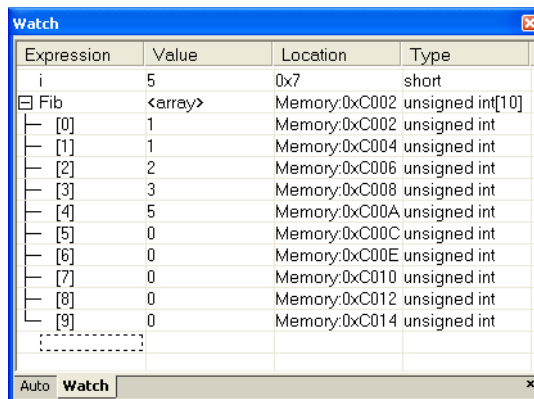 Watch
Expression Value Location Type
i 5 0x7 short
Fib <array> Memory:0xC002 unsigned int[10]
[0] 1 Memory:0xC002 unsigned int
[1] 1 Memory:0xC004 unsigned int
[2] 2 Memory:0xC006 unsigned int
[3] 3 Memory:0xC008 unsigned int
[4] 5 Memory:0xC00A unsigned int
[5] 0 Memory:0xC00C unsigned int
[6] 0 Memory:0xC00E unsigned int
[7] 0 Memory:0xC010 unsigned int
[8] 0 Memory:0xC012 unsigned int
[9] 0 Memory:0xC014 unsigned int
Auto Watch